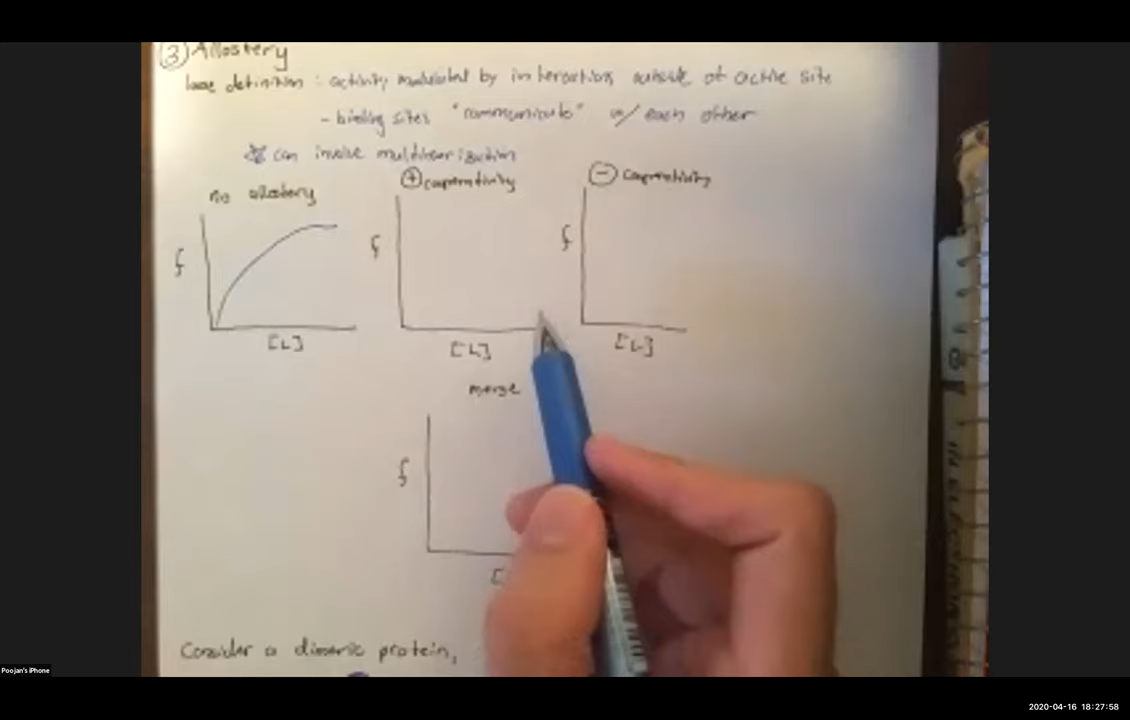 ③ Allostery
loose definition : activity modulated by interactions outside of active site
- binding sites "communicate" w/ each other
☆ can involve multimerization
no allostery
⊕ cooperativity
⊖ cooperativity
f
f
f
[L]
[L]
[L]
merge
f
[
Consider a dimeric protein,
Poojan's iPhone
2020-04-16 18:27:58